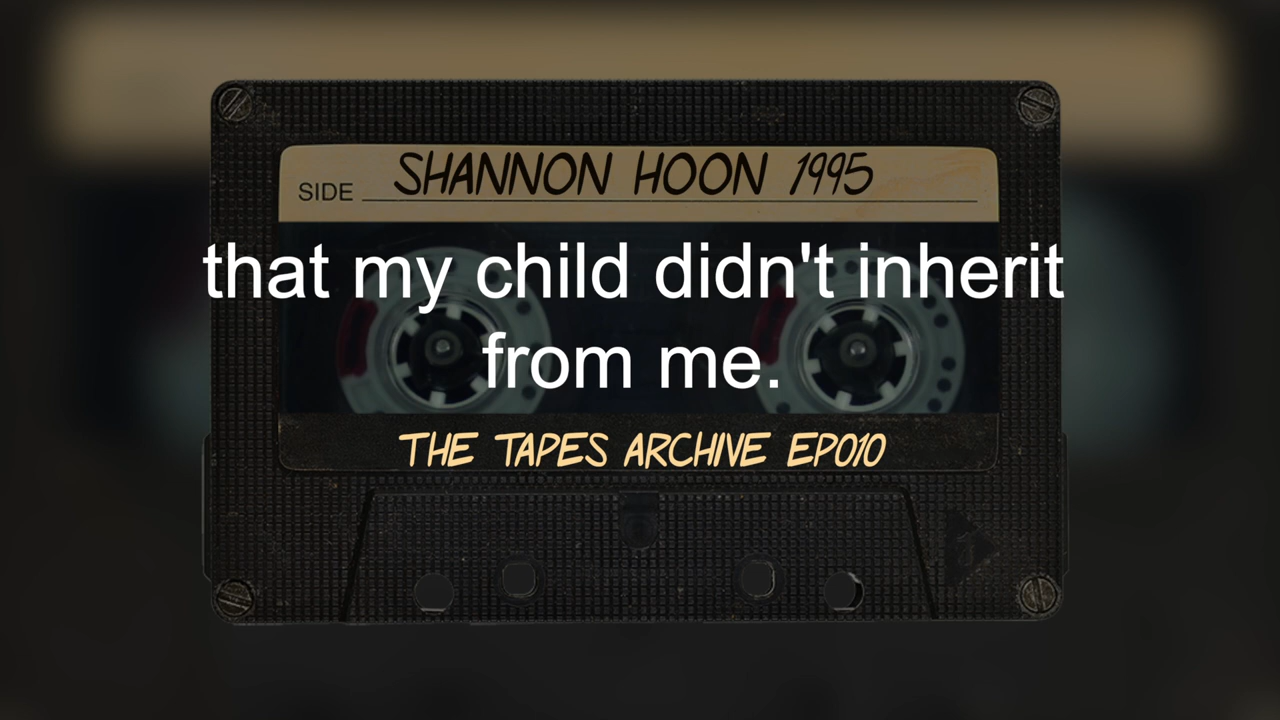 SHANNON HOON 1995
SIDE
that my child didn't inherit
from me.
THE TAPES ARCHIVE EP010